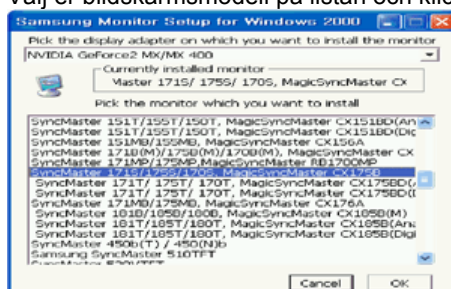 Välj er bildskärmsmodell på listan och klic
Samsung Monitor Setup for Windows 2000
Pick the display adapter on which you want to install the monitor
NVIDIA GeForce2 MX/MX 400
Currently installed monitor
Master 171S/ 175S/ 170S, MagicSyncMaster CX
Pick the monitor which you want to install
SyncMaster 151T/155T/150T, MagicSyncMaster CX151BD(An
SyncMaster 151T/155T/150T, MagicSyncMaster CX151BD(Dig
SyncMaster 151MB/155MB, MagicSyncMaster CX156A
SyncMaster 171B(M)/175B(M)/170B(M), MagicSyncMaster CX
SyncMaster 171MP/175MP,MagicSyncMaster RB1700MP
SyncMaster 171S/175S/170S, MagicSyncMaster CX175B
SyncMaster 171T/ 175T/ 170T, MagicSyncMaster CX175BD(
SyncMaster 171T/ 175T/ 170T, MagicSyncMaster CX175BD(
SyncMaster 171MB/175MB, MagicSyncMaster CX176A
SyncMaster 181B/185B/180B, MagicSyncMaster CX185B(M)
SyncMaster 181T/185T/180T, MagicSyncMaster CX185B(Ana
SyncMaster 181T/185T/180T, MagicSyncMaster CX185B(Digi
SyncMaster 450b(T) / 450(N)b
Samsung SyncMaster 510TFT
Cancel OK